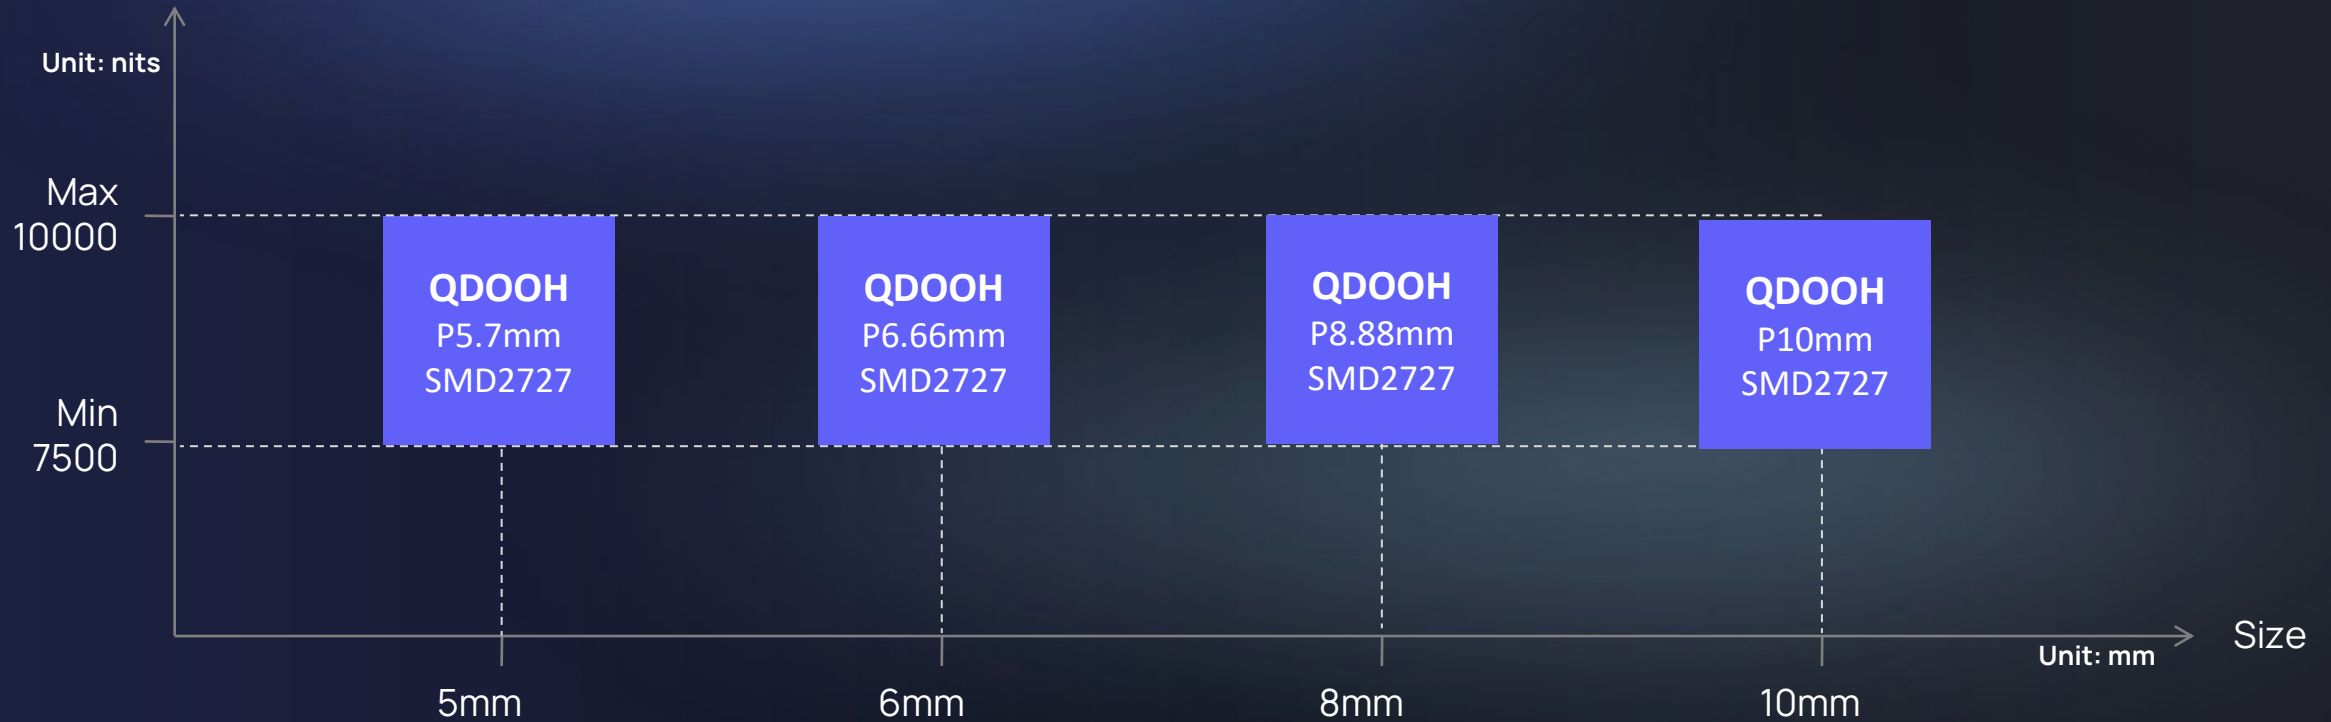 Unit: nits
Max
10000
Min
7500
QDOOH
P5.7mm
SMD2727
QDOOH
P6.66mm
SMD2727
QDOOH
P8.88mm
SMD2727
QDOOH
P10mm
SMD2727
Size
Unit: mm
5mm
6mm
8mm
10mm